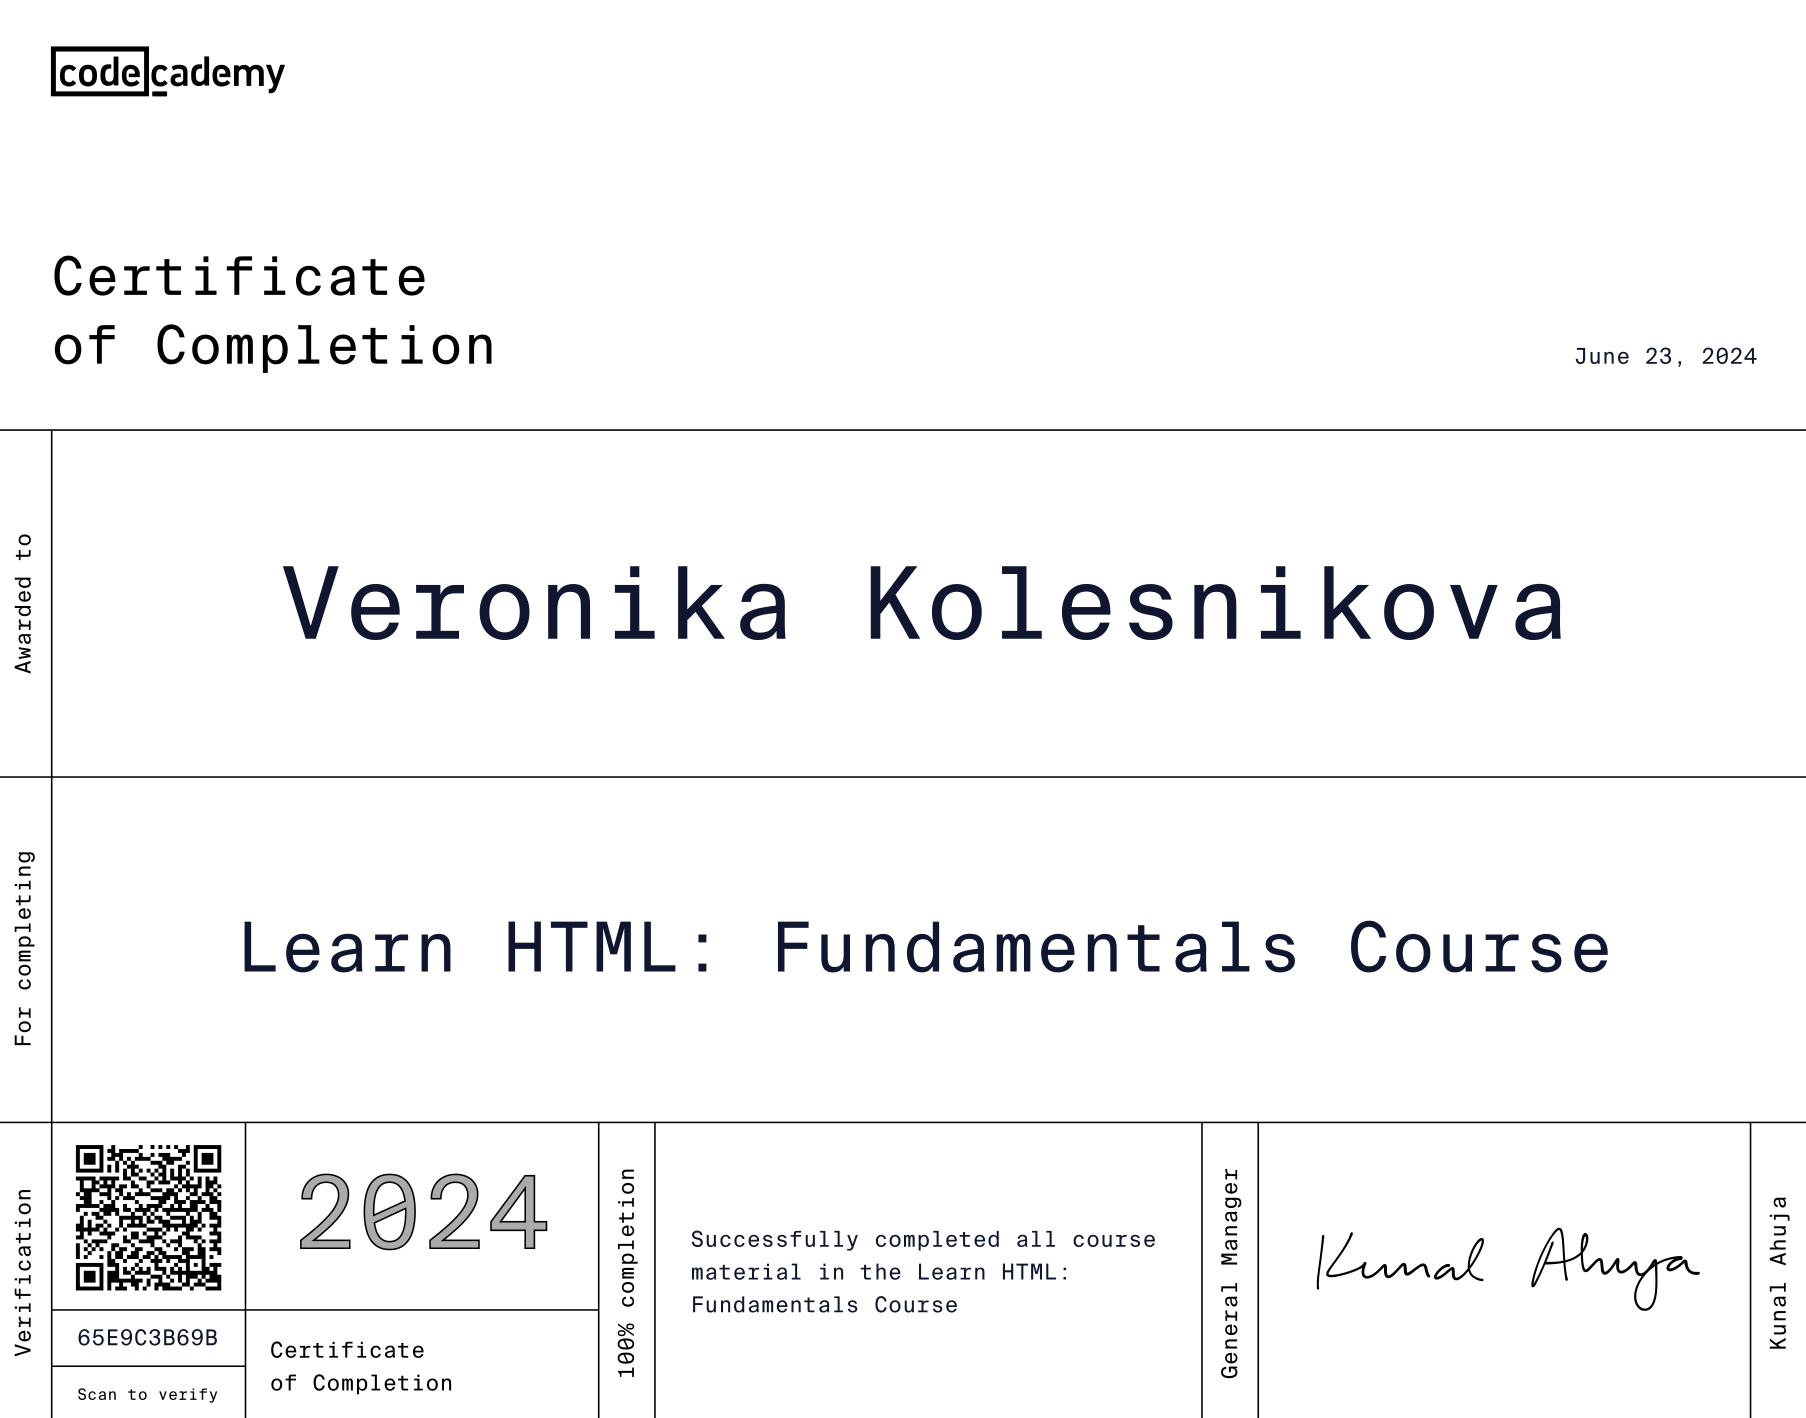 codecademy
Certificate
of Completion
June 23, 2024
Awarded to
Veronika Kolesnikova
For completing
Learn HTML: Fundamentals Course
Verification
65E9C3B69B
Scan to verify
2024
Certificate
of Completion
100% completion
Successfully completed all course
material in the Learn HTML:
Fundamentals Course
General Manager
Kunal Ahuja
Kunal Ahuja